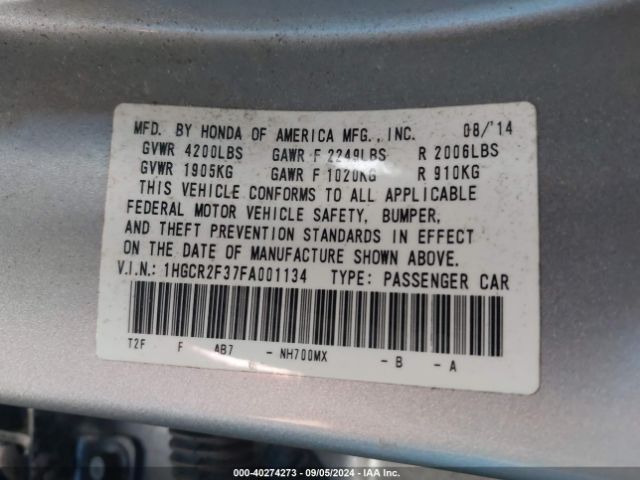 MFD. BY HONDA OF AMERICA MFG., INC. 08/'14
GVWR 4200LBS GAWR F 2249LBS R 2006LBS
GVWR 1905KG GAWR F 1020KG R 910KG
THIS VEHICLE CONFORMS TO ALL APPLICABLE
FEDERAL MOTOR VEHICLE SAFETY, BUMPER,
AND THEFT PREVENTION STANDARDS IN EFFECT
ON THE DATE OF MANUFACTURE SHOWN ABOVE.
V.I.N.: 1HGCR2F37FA001134 TYPE: PASSENGER CAR
T2F F AB7 - NH700MX - B - A
000-40274273 - 09/05/2024 - IAAI.COM